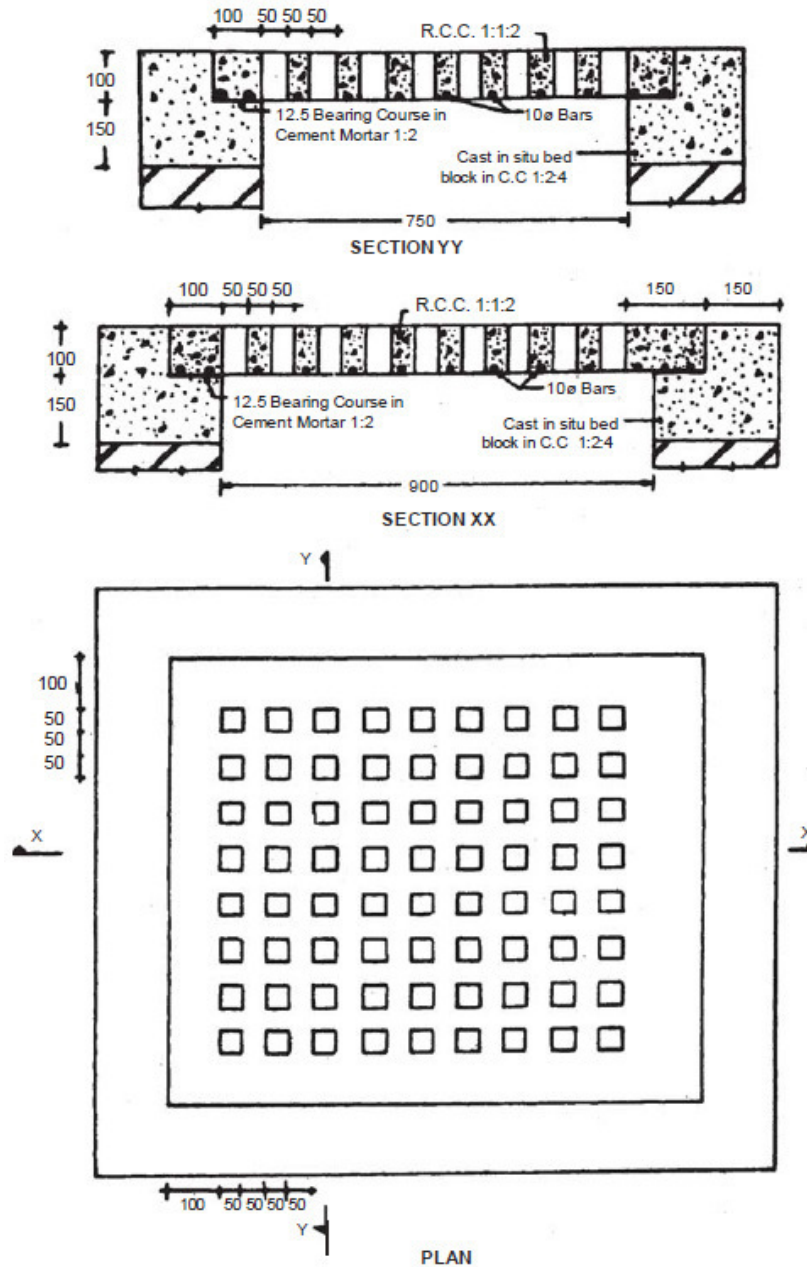 100 50 50 50
R.C.C. 1:1:2
100
150
12.5 Bearing Course in
Cement Mortar 1:2
10ø Bars
Cast in situ bed
block in C.C 1:2:4
750
SECTION YY
100 50 50 50
R.C.C. 1:1:2
150 150
100
150
12.5 Bearing Course in
Cement Mortar 1:2
10ø Bars
Cast in situ bed
block in C.C 1:2:4
900
SECTION XX
Y
100
50
50
50
X X
100 50 50 50
Y
PLAN